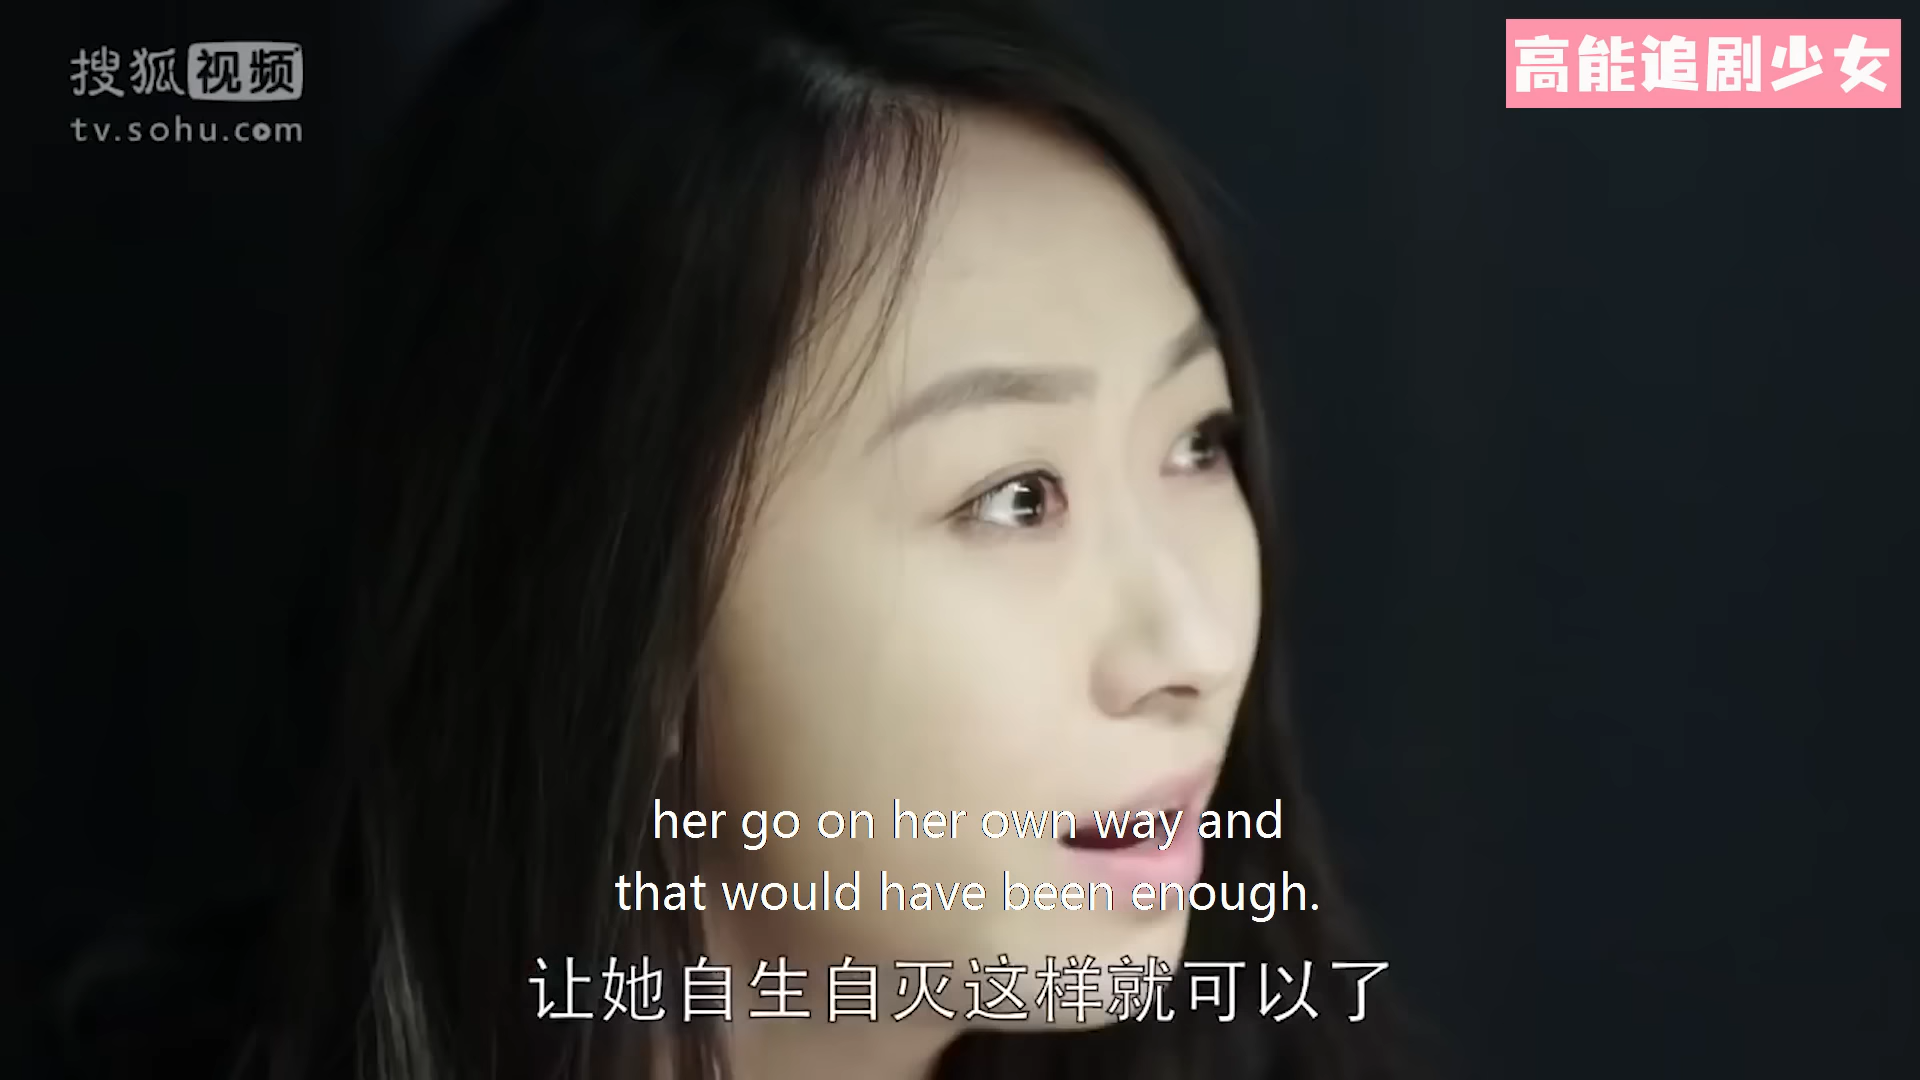 搜狐视频
tv.sohu.com
高能追剧少女
her go on her own way and
that would have been enough.
让她自生自灭这样就可以了